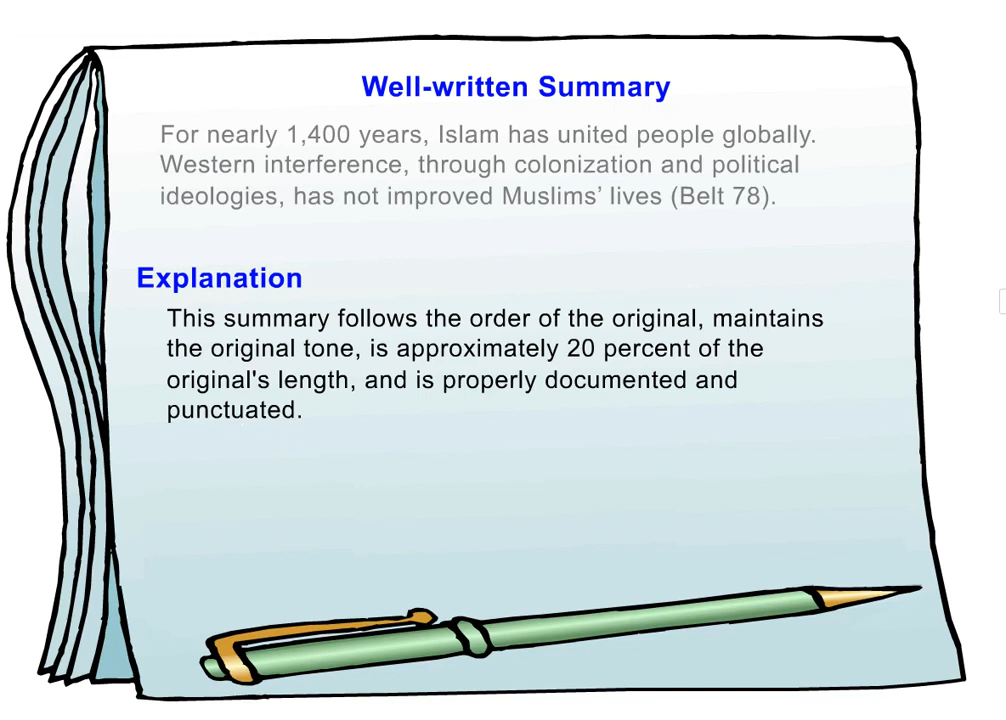 Well-written Summary
For nearly 1,400 years, Islam has united people globally.
Western interference, through colonization and political
ideologies, has not improved Muslims’ lives (Belt 78).
Explanation
This summary follows the order of the original, maintains
the original tone, is approximately 20 percent of the
original's length, and is properly documented and
punctuated.